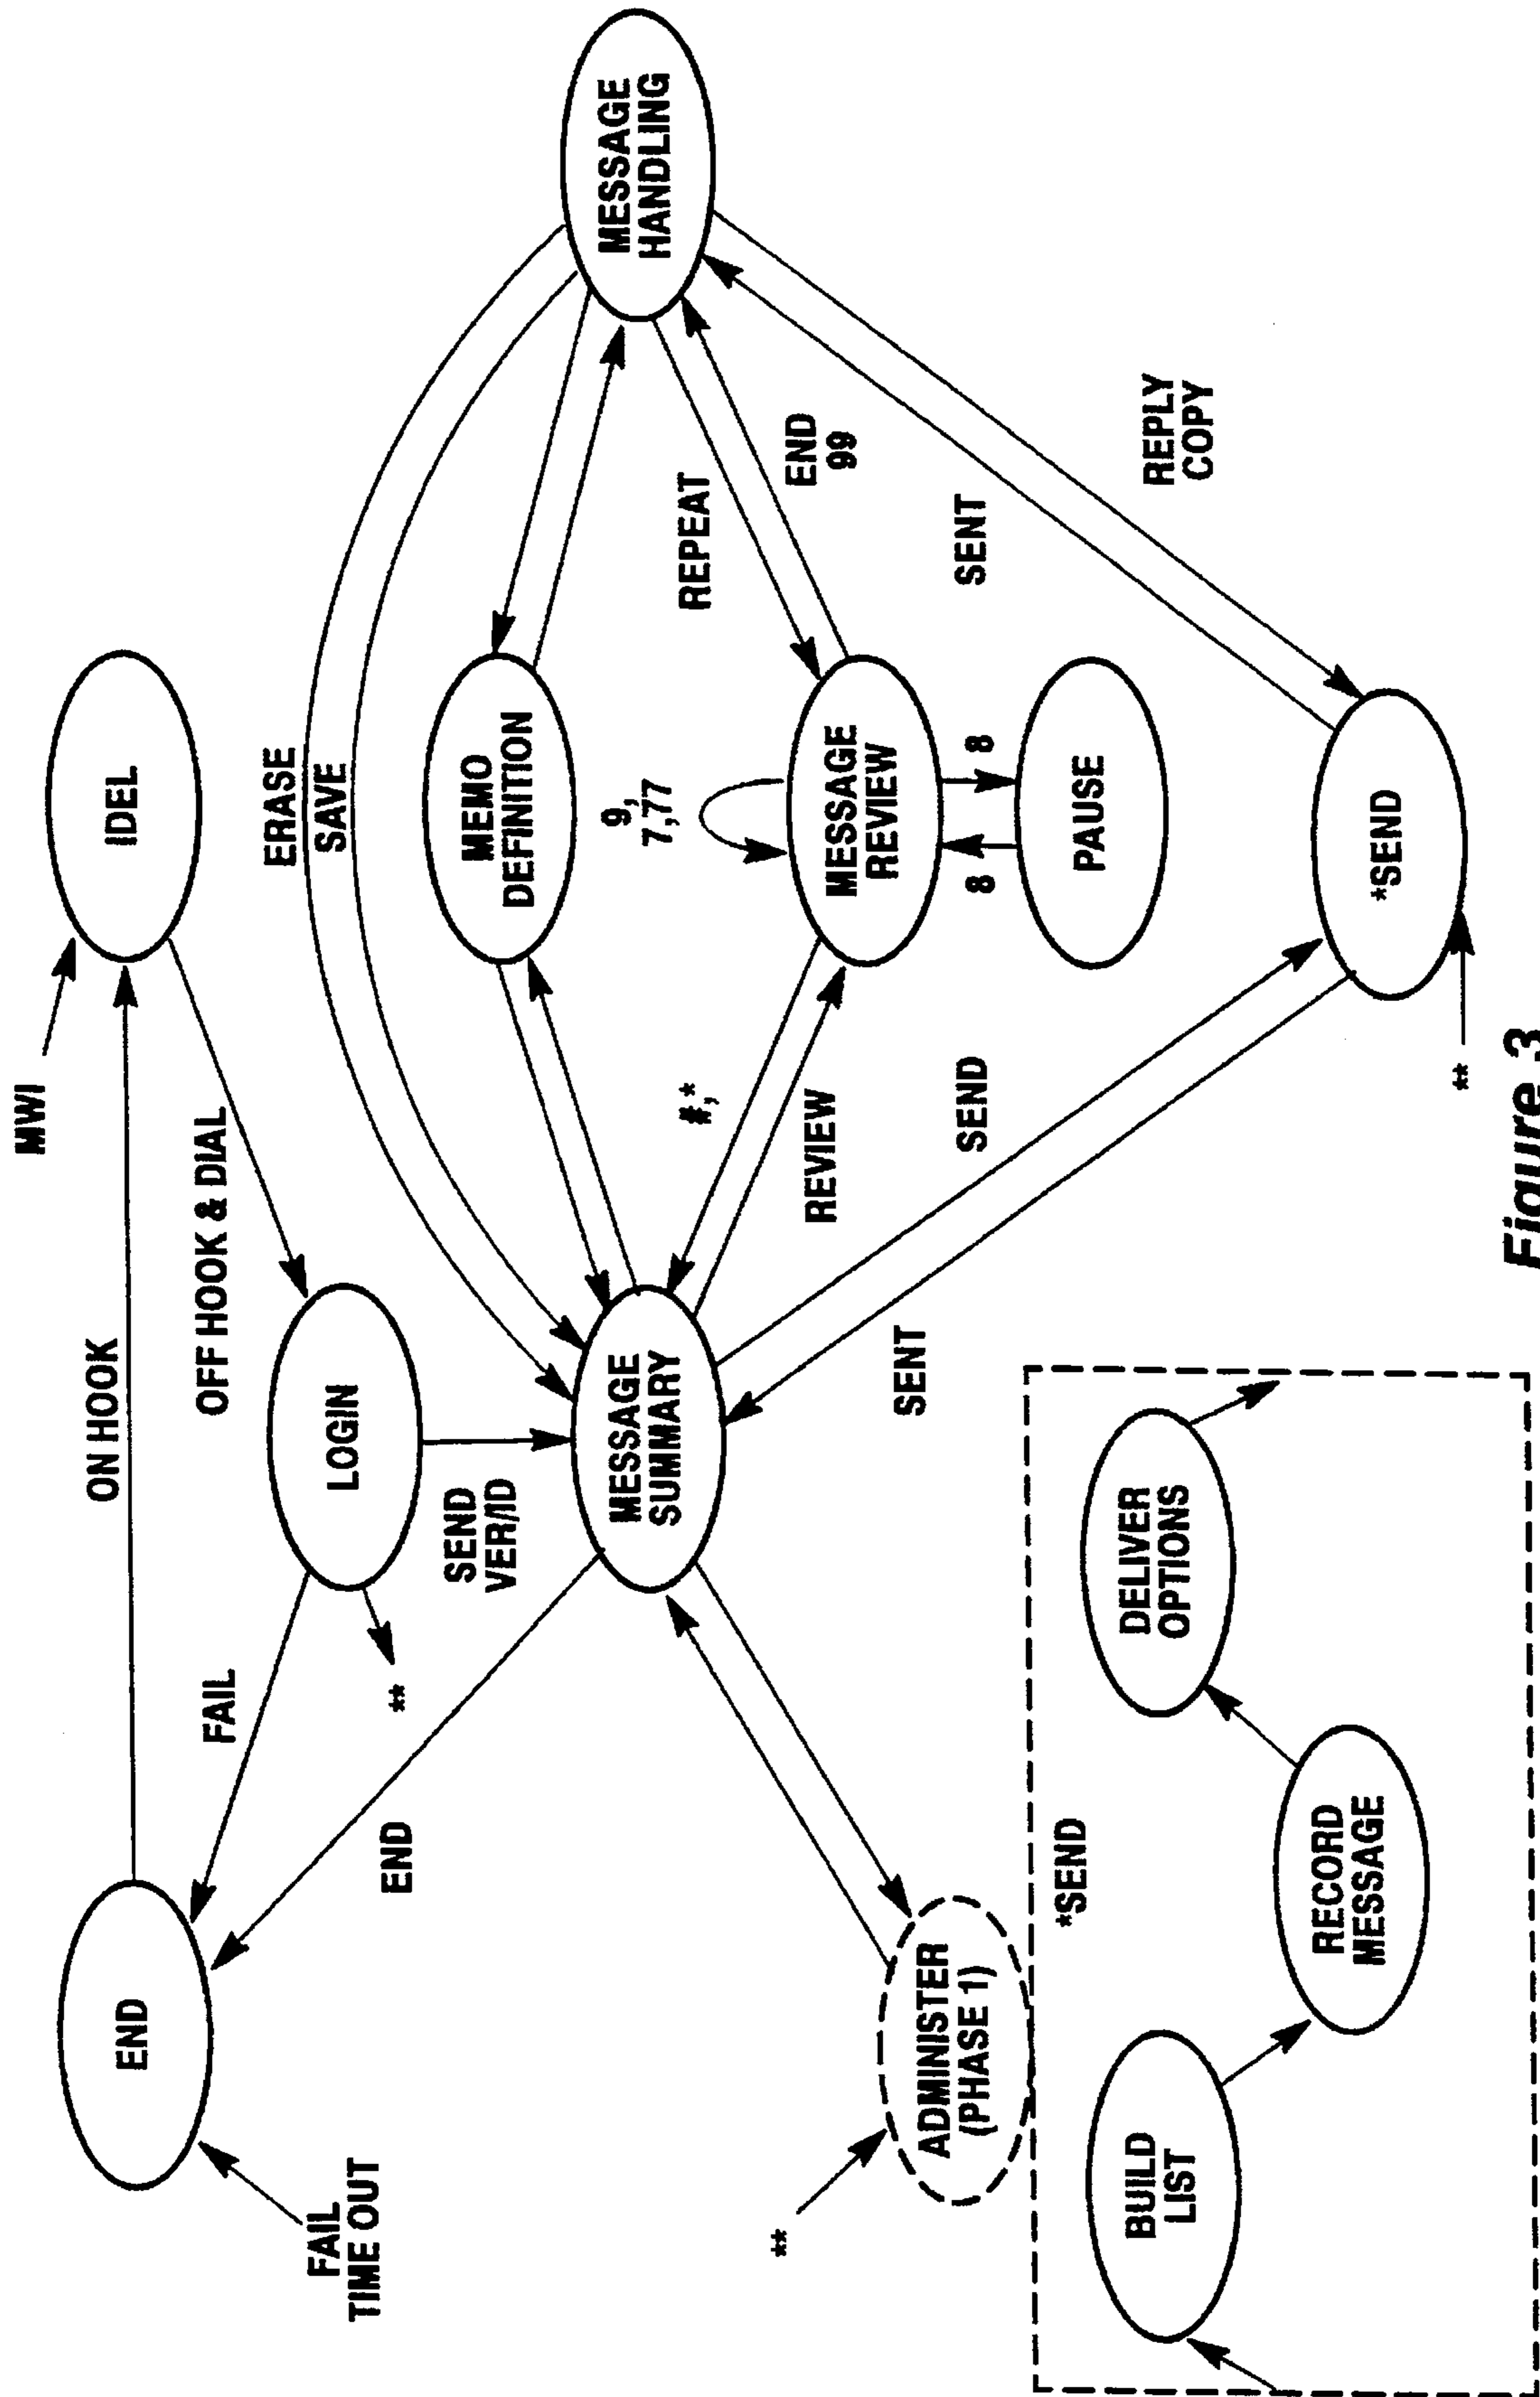 FAIL
TIME OUT
END
ON HOOK
MWI
IDEL
FAIL
OFF HOOK & DIAL
LOGIN
**
END
SEND
VER/ID
ERASE
SAVE
MEMO
DEFINITION
MESSAGE
HANDLING
MESSAGE
SUMMARY
#,*
REVIEW
9,
7,77
REPEAT
MESSAGE
REVIEW
END
99
8
8
PAUSE
**
ADMINISTER
(PHASE 1)
SENT
SEND
SENT
REPLY
COPY
*SEND
**
*SEND
BUILD
LIST
RECORD
MESSAGE
DELIVER
OPTIONS
Figure 3